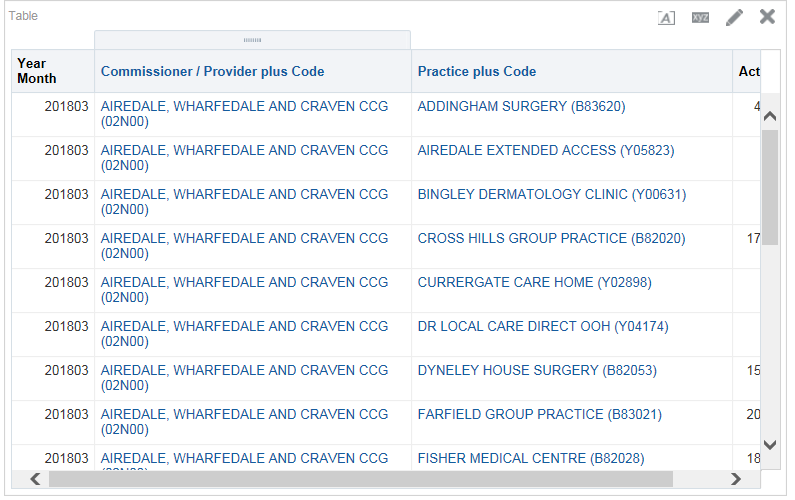 Table
A
xyz
Year
Month
Commissioner / Provider plus Code
Practice plus Code
Act
201803
AIREDALE, WHARFEDALE AND CRAVEN CCG
(02N00)
ADDINGHAM SURGERY (B83620)
4
201803
AIREDALE, WHARFEDALE AND CRAVEN CCG
(02N00)
AIREDALE EXTENDED ACCESS (Y05823)
201803
AIREDALE, WHARFEDALE AND CRAVEN CCG
(02N00)
BINGLEY DERMATOLOGY CLINIC (Y00631)
201803
AIREDALE, WHARFEDALE AND CRAVEN CCG
(02N00)
CROSS HILLS GROUP PRACTICE (B82020)
17
201803
AIREDALE, WHARFEDALE AND CRAVEN CCG
(02N00)
CURRERGATE CARE HOME (Y02898)
201803
AIREDALE, WHARFEDALE AND CRAVEN CCG
(02N00)
DR LOCAL CARE DIRECT OOH (Y04174)
201803
AIREDALE, WHARFEDALE AND CRAVEN CCG
(02N00)
DYNELEY HOUSE SURGERY (B82053)
15
201803
AIREDALE, WHARFEDALE AND CRAVEN CCG
(02N00)
FARFIELD GROUP PRACTICE (B83021)
20
201803
AIREDALE, WHARFEDALE AND CRAVEN CCG
FISHER MEDICAL CENTRE (B82028)
18